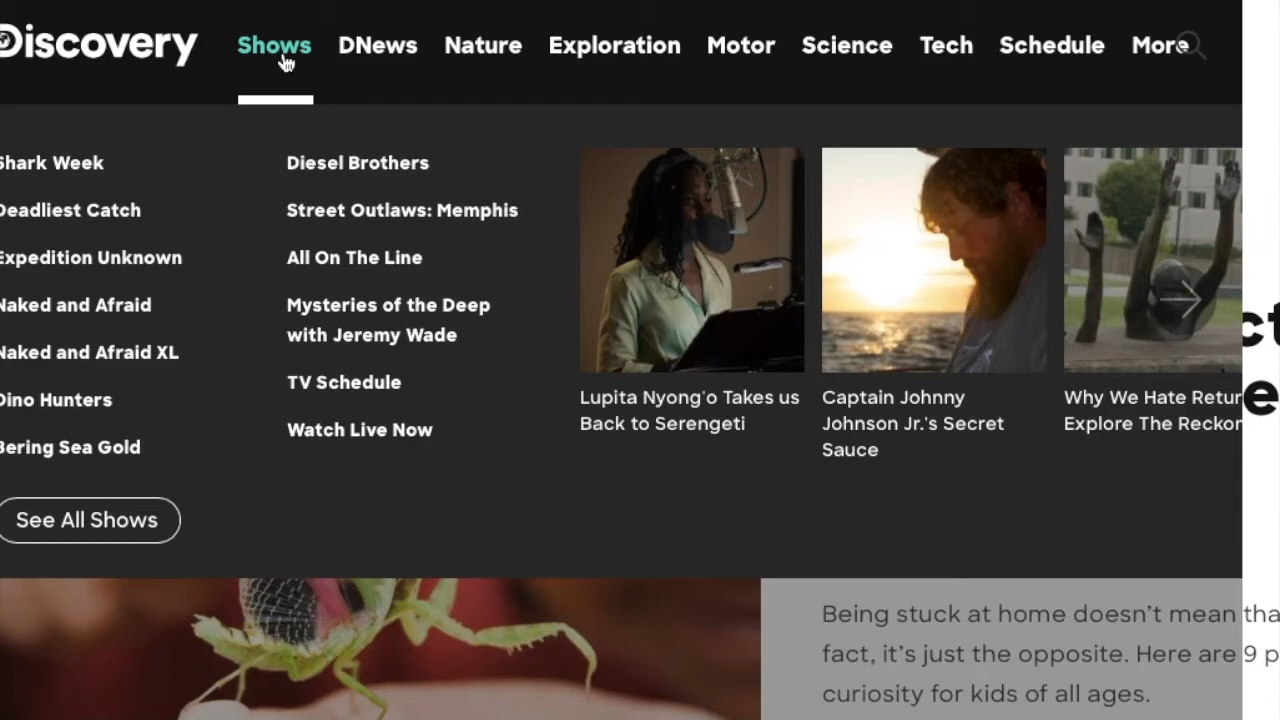 Discovery
Shows DNews Nature Exploration Motor Science Tech Schedule More
Shark Week
Deadliest Catch
Expedition Unknown
Naked and Afraid
Naked and Afraid XL
Dino Hunters
Bering Sea Gold
See All Shows
Diesel Brothers
Street Outlaws: Memphis
All On The Line
Mysteries of the Deep
with Jeremy Wade
TV Schedule
Watch Live Now
Lupita Nyong'o Takes us
Back to Serengeti
Captain Johnny
Johnson Jr.'s Secret
Sauce
Why We Hate Retur
Explore The Reckor
ct
e
Being stuck at home doesn't mean tha
fact, it's just the opposite. Here are 9 p
curiosity for kids of all ages.